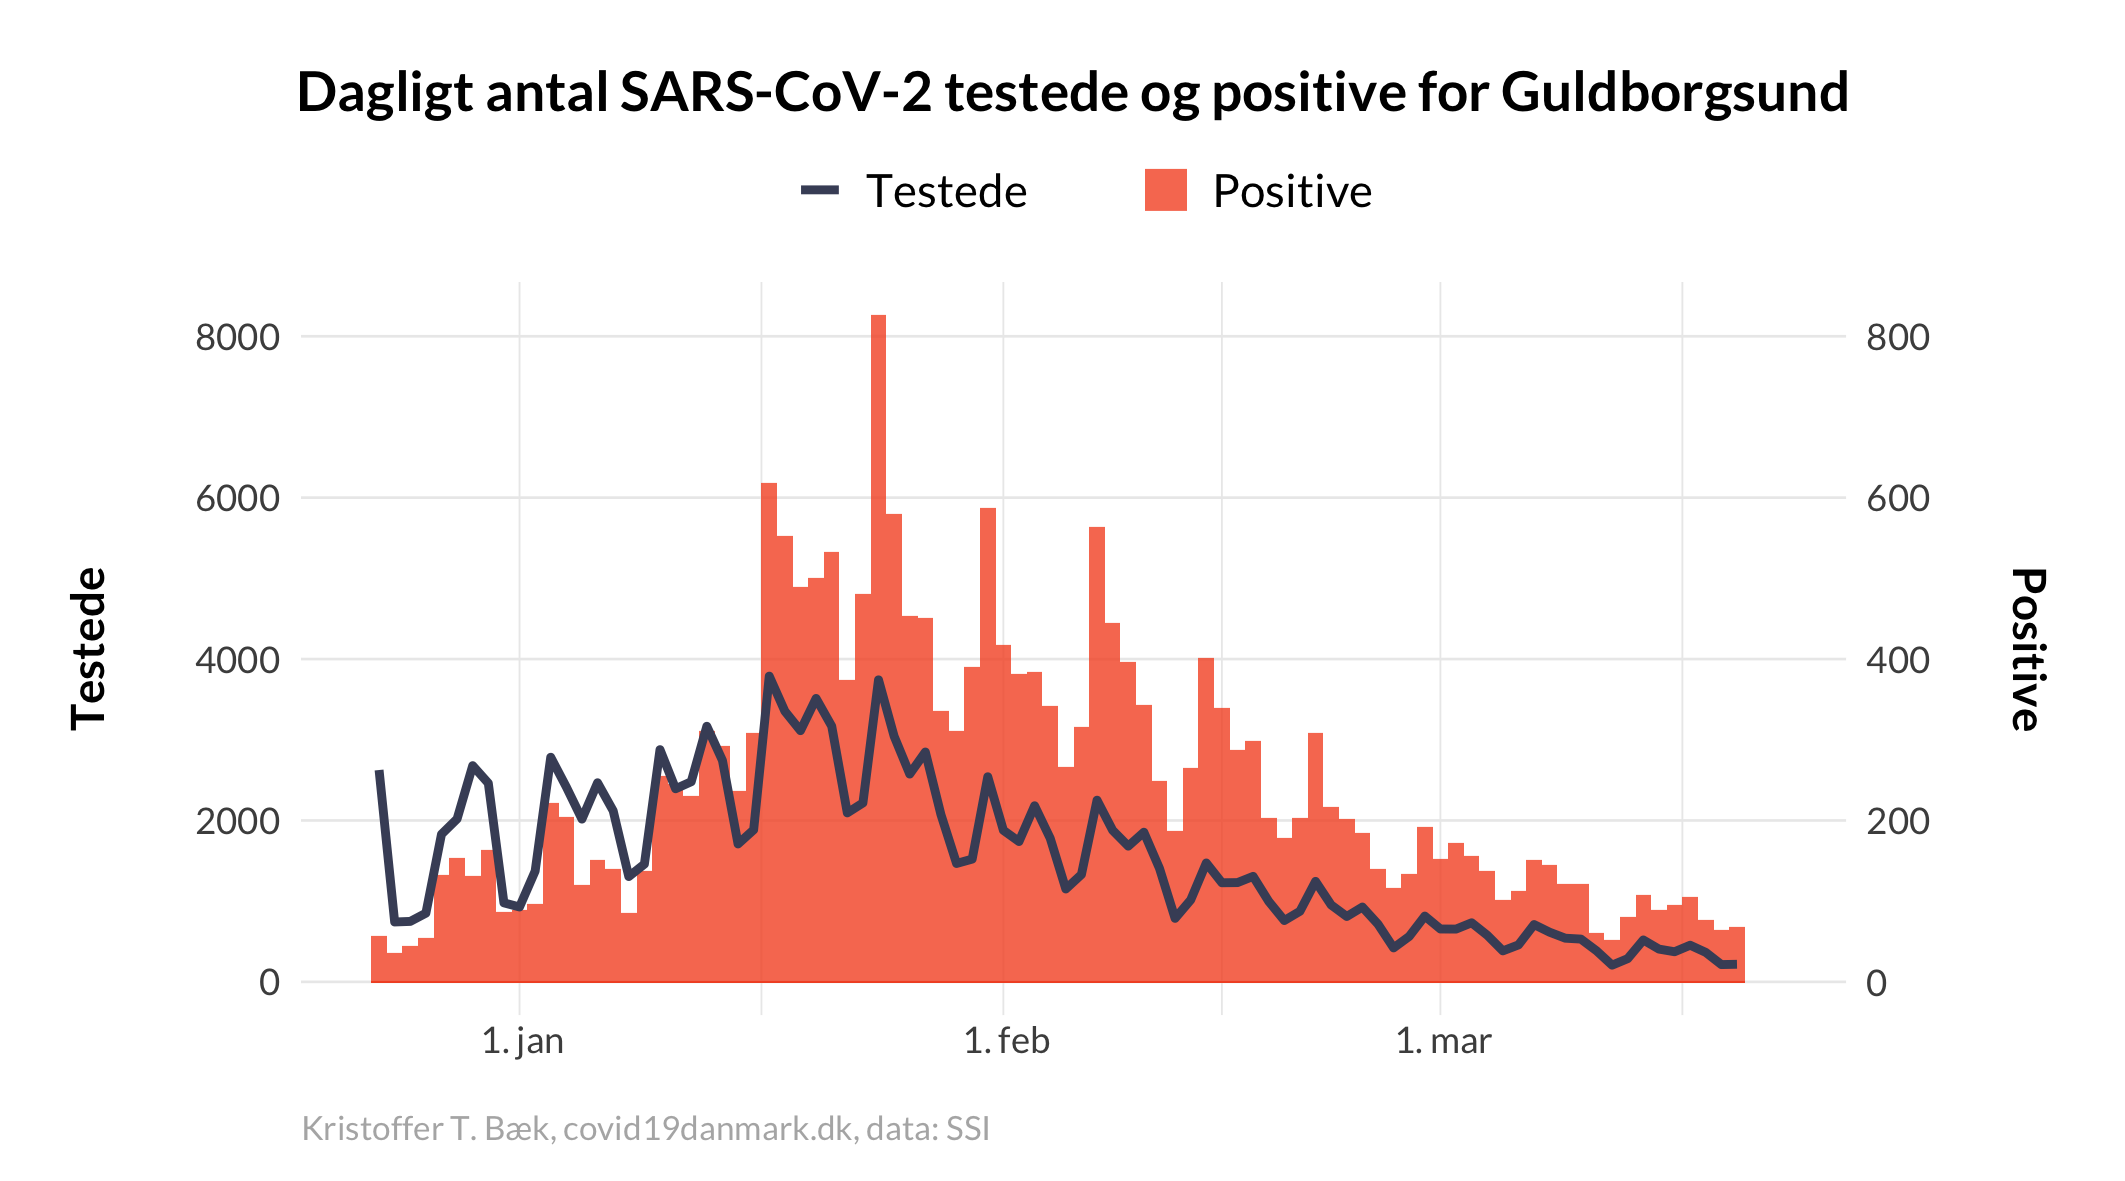 Dagligt antal SARS-CoV-2 testede og positive for Guldborgsund
Testede
Positive
8000
6000
4000
2000
0
Testede
800
600
400
200
0
Positive
1. jan
1. feb
1. mar
Kristoffer T. Bæk, covid19danmark.dk, data: SSI